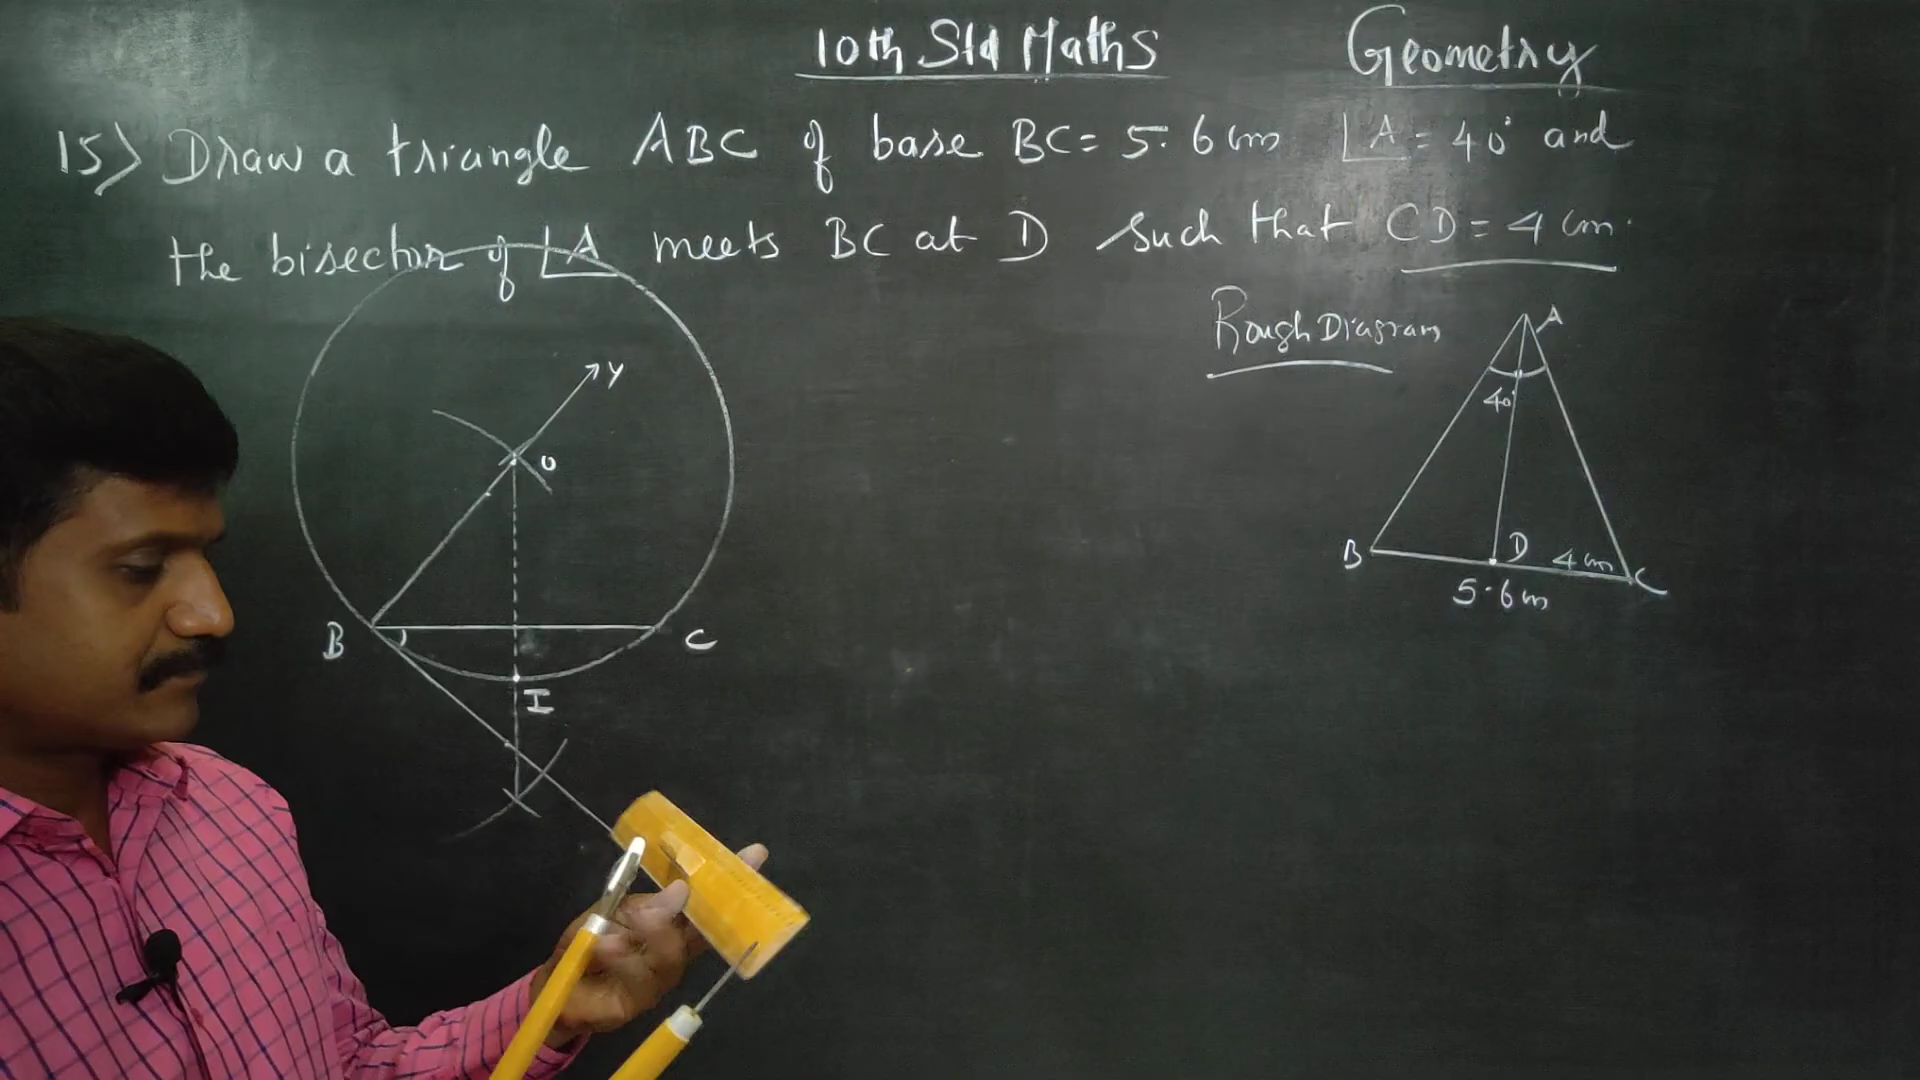 10th Std Maths Geometry
15) Draw a triangle ABC of base BC = 5.6 cm ∠A = 40° and
the bisector of ∠A meets BC at D such that CD = 4 cm.
Rough Diagram
A
40°
B
D
4 cm
C
5.6 cm
Y
O
B
C
I